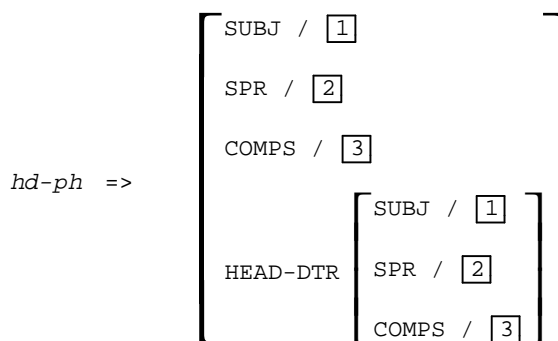 SUBJ / 1
SPR / 2
COMPS / 3
hd-ph =>
SUBJ / 1
HEAD-DTR SPR / 2
COMPS / 3